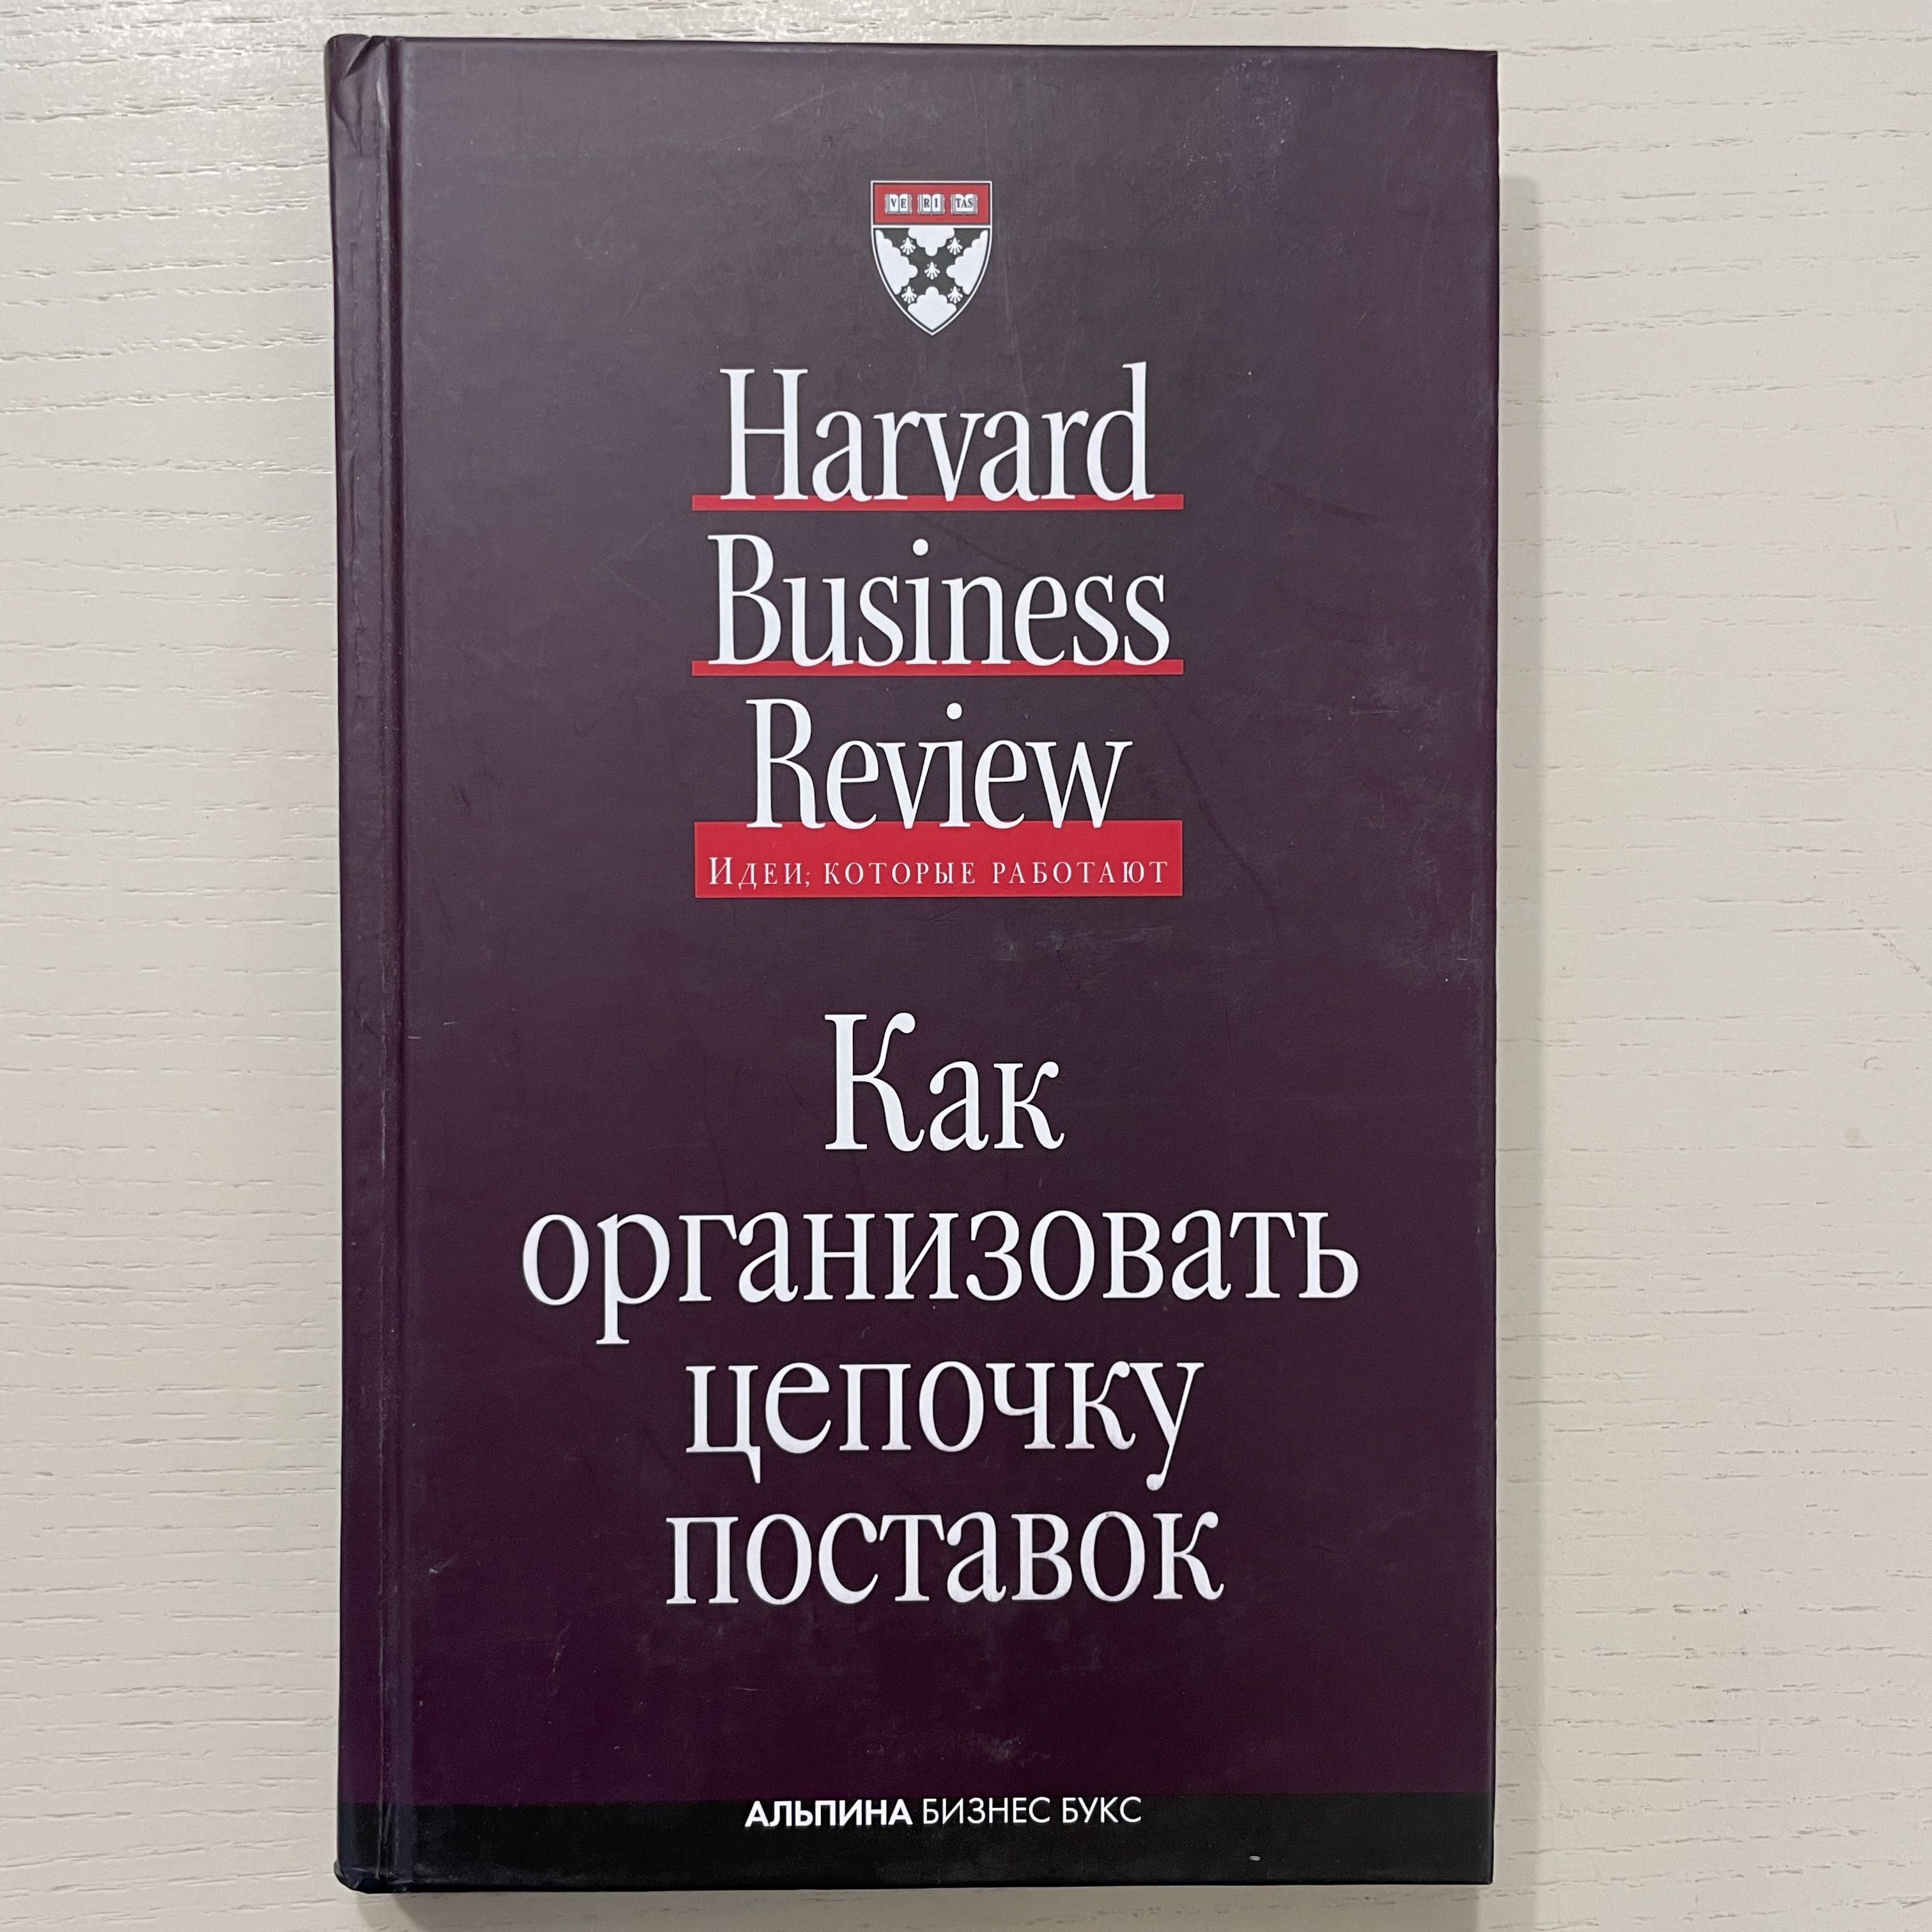 VE RI TAS
Harvard
Business
Review
Идеи, которые работают
Как
организовать
цепочку
поставок
АЛЬПИНА БИЗНЕС БУКС